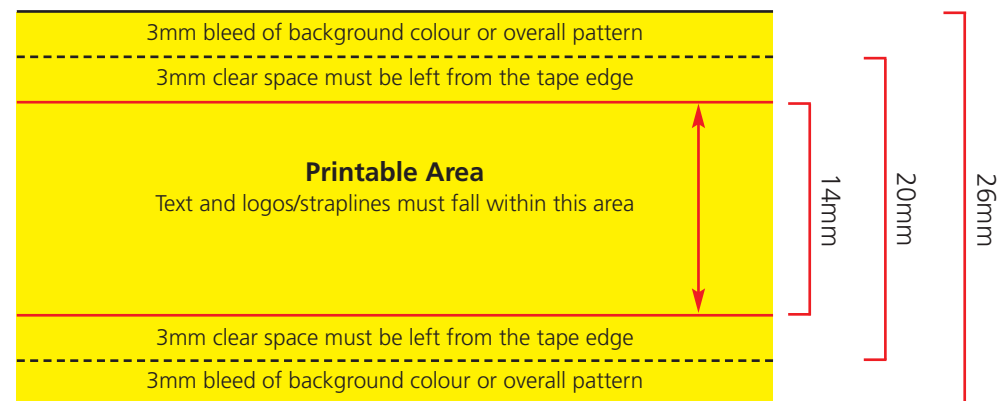 3mm bleed of background colour or overall pattern
3mm clear space must be left from the tape edge
Printable Area
Text and logos/straplines must fall within this area
3mm clear space must be left from the tape edge
3mm bleed of background colour or overall pattern
14mm
20mm
26mm